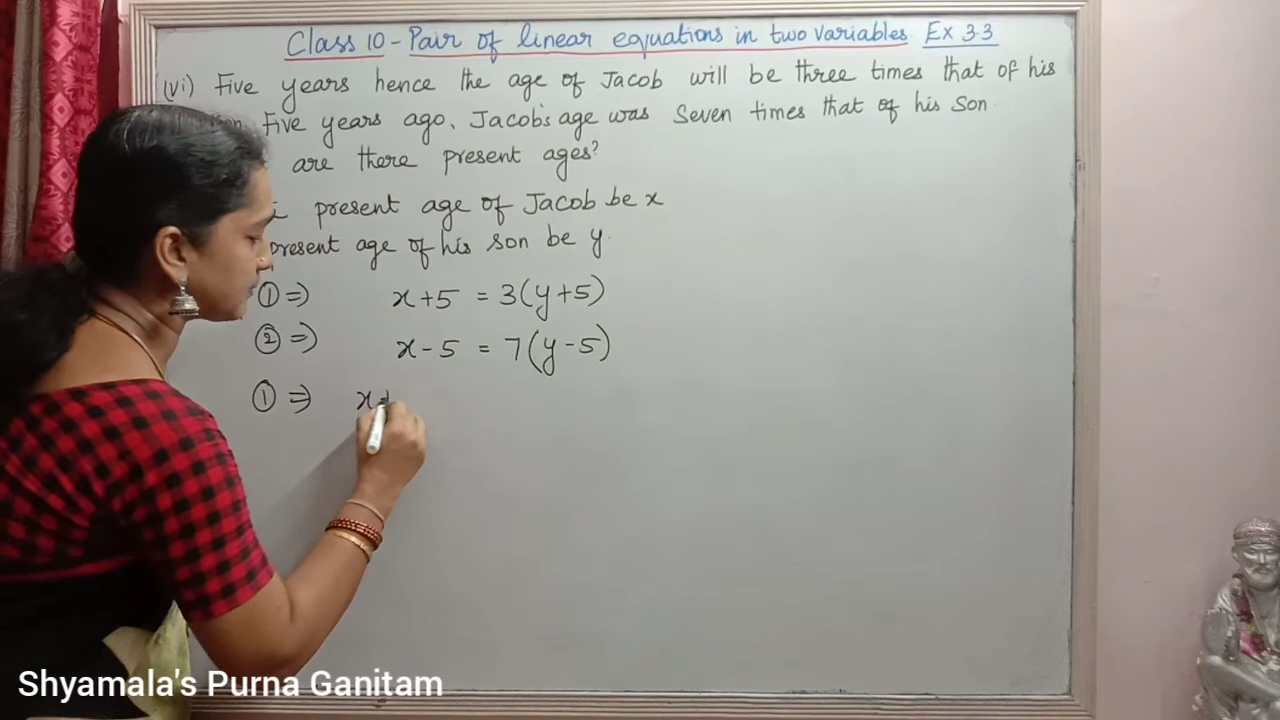 Class 10 - Pair of linear equations in two variables Ex 3.3
(vi) Five years hence the age of Jacob will be three times that of his
Five years ago, Jacob's age was Seven times that of his Son.
are there present ages?
present age of Jacob be x
present age of his son be y.
① ⇒ x+5 = 3(y+5)
② ⇒ x-5 = 7(y-5)
① ⇒ x+
Shyamala's Purna Ganitam